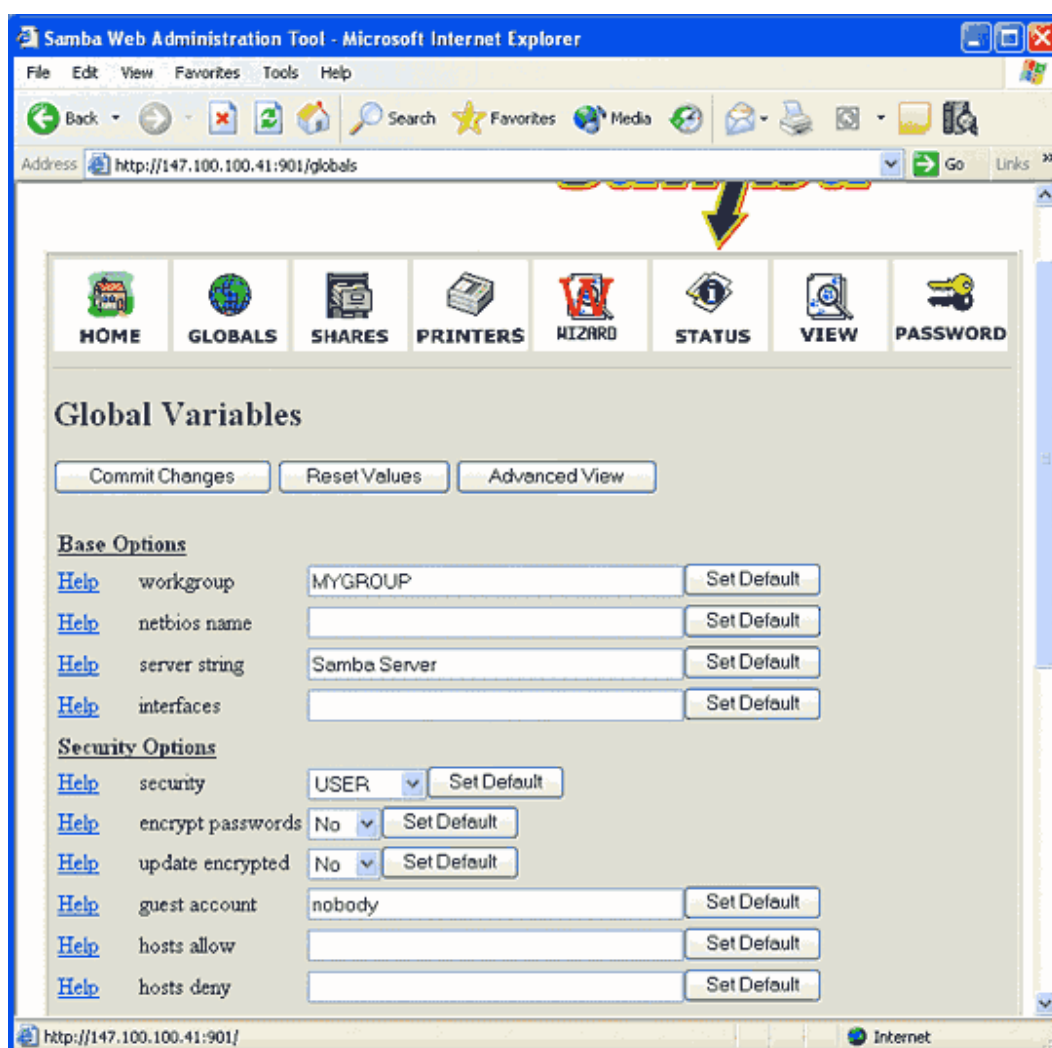 Samba Web Administration Tool - Microsoft Internet Explorer
File Edit View Favorites Tools Help
Back Search Favorites Media
Address http://147.100.100.41:901/globals Go Links »
HOME GLOBALS SHARES PRINTERS WIZARD STATUS VIEW PASSWORD
Global Variables
Commit Changes Reset Values Advanced View
Base Options
Help workgroup MYGROUP Set Default
Help netbios name Set Default
Help server string Samba Server Set Default
Help interfaces Set Default
Security Options
Help security USER Set Default
Help encrypt passwords No Set Default
Help update encrypted No Set Default
Help guest account nobody Set Default
Help hosts allow Set Default
Help hosts deny Set Default
http://147.100.100.41:901/ Internet